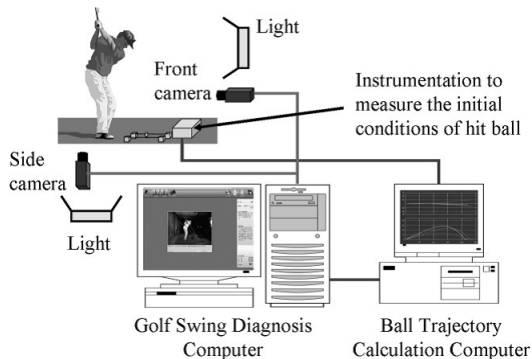 Light
Front
camera
Instrumentation to
measure the initial
conditions of hit ball
Side
camera
Light
Golf Swing Diagnosis
Computer
Ball Trajectory
Calculation Computer